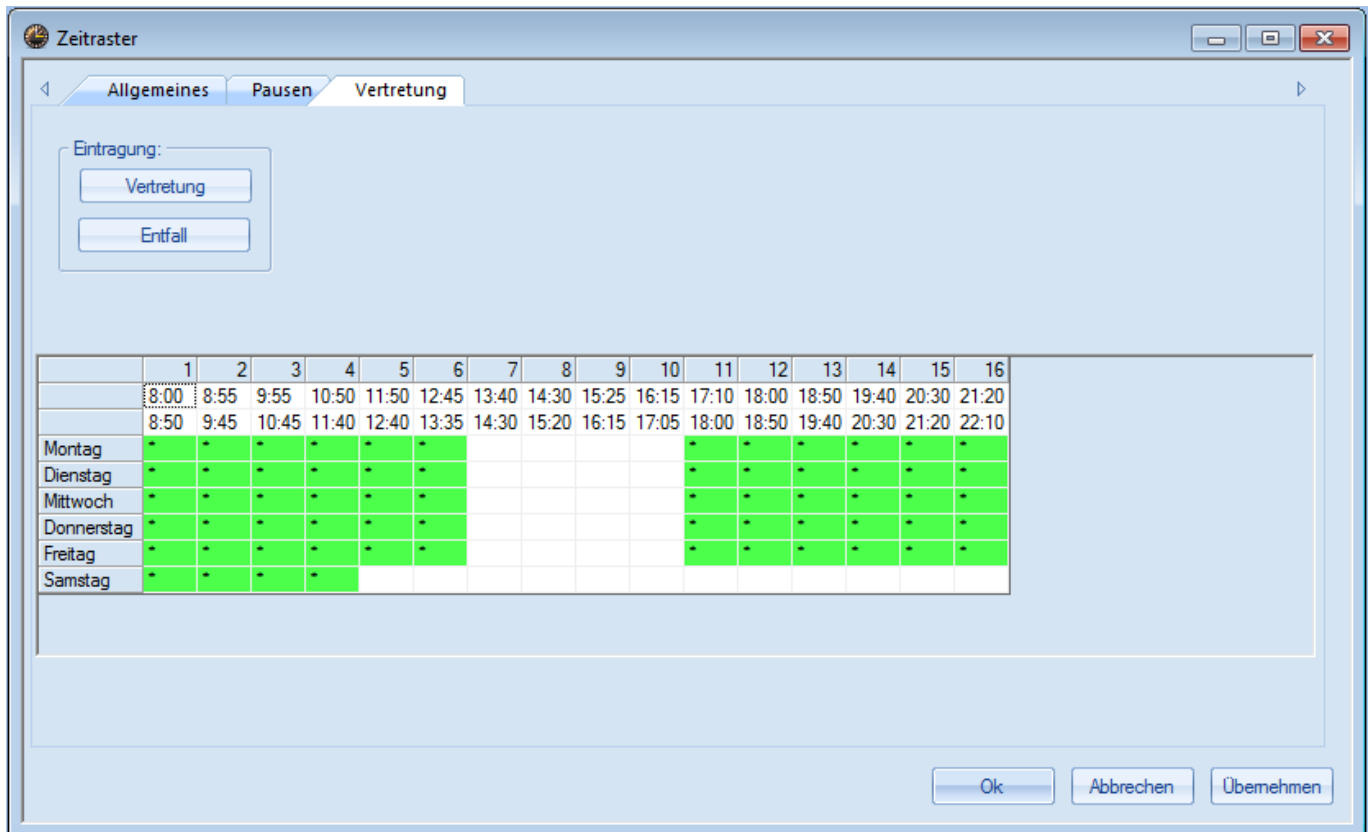 Zeitraster
Allgemeines Pausen Vertretung
Eintragung:
Vertretung
Entfall
1 2 3 4 5 6 7 8 9 10 11 12 13 14 15 16
8:00 8:55 9:55 10:50 11:50 12:45 13:40 14:30 15:25 16:15 17:10 18:00 18:50 19:40 20:30 21:20
8:50 9:45 10:45 11:40 12:40 13:35 14:30 15:20 16:15 17:05 18:00 18:50 19:40 20:30 21:20 22:10
Montag * * * * * * * * * * * *
Dienstag * * * * * * * * * * * *
Mittwoch * * * * * * * * * * * *
Donnerstag * * * * * * * * * * * *
Freitag * * * * * * * * * * * *
Samstag * * * *
Ok Abbrechen Übernehmen